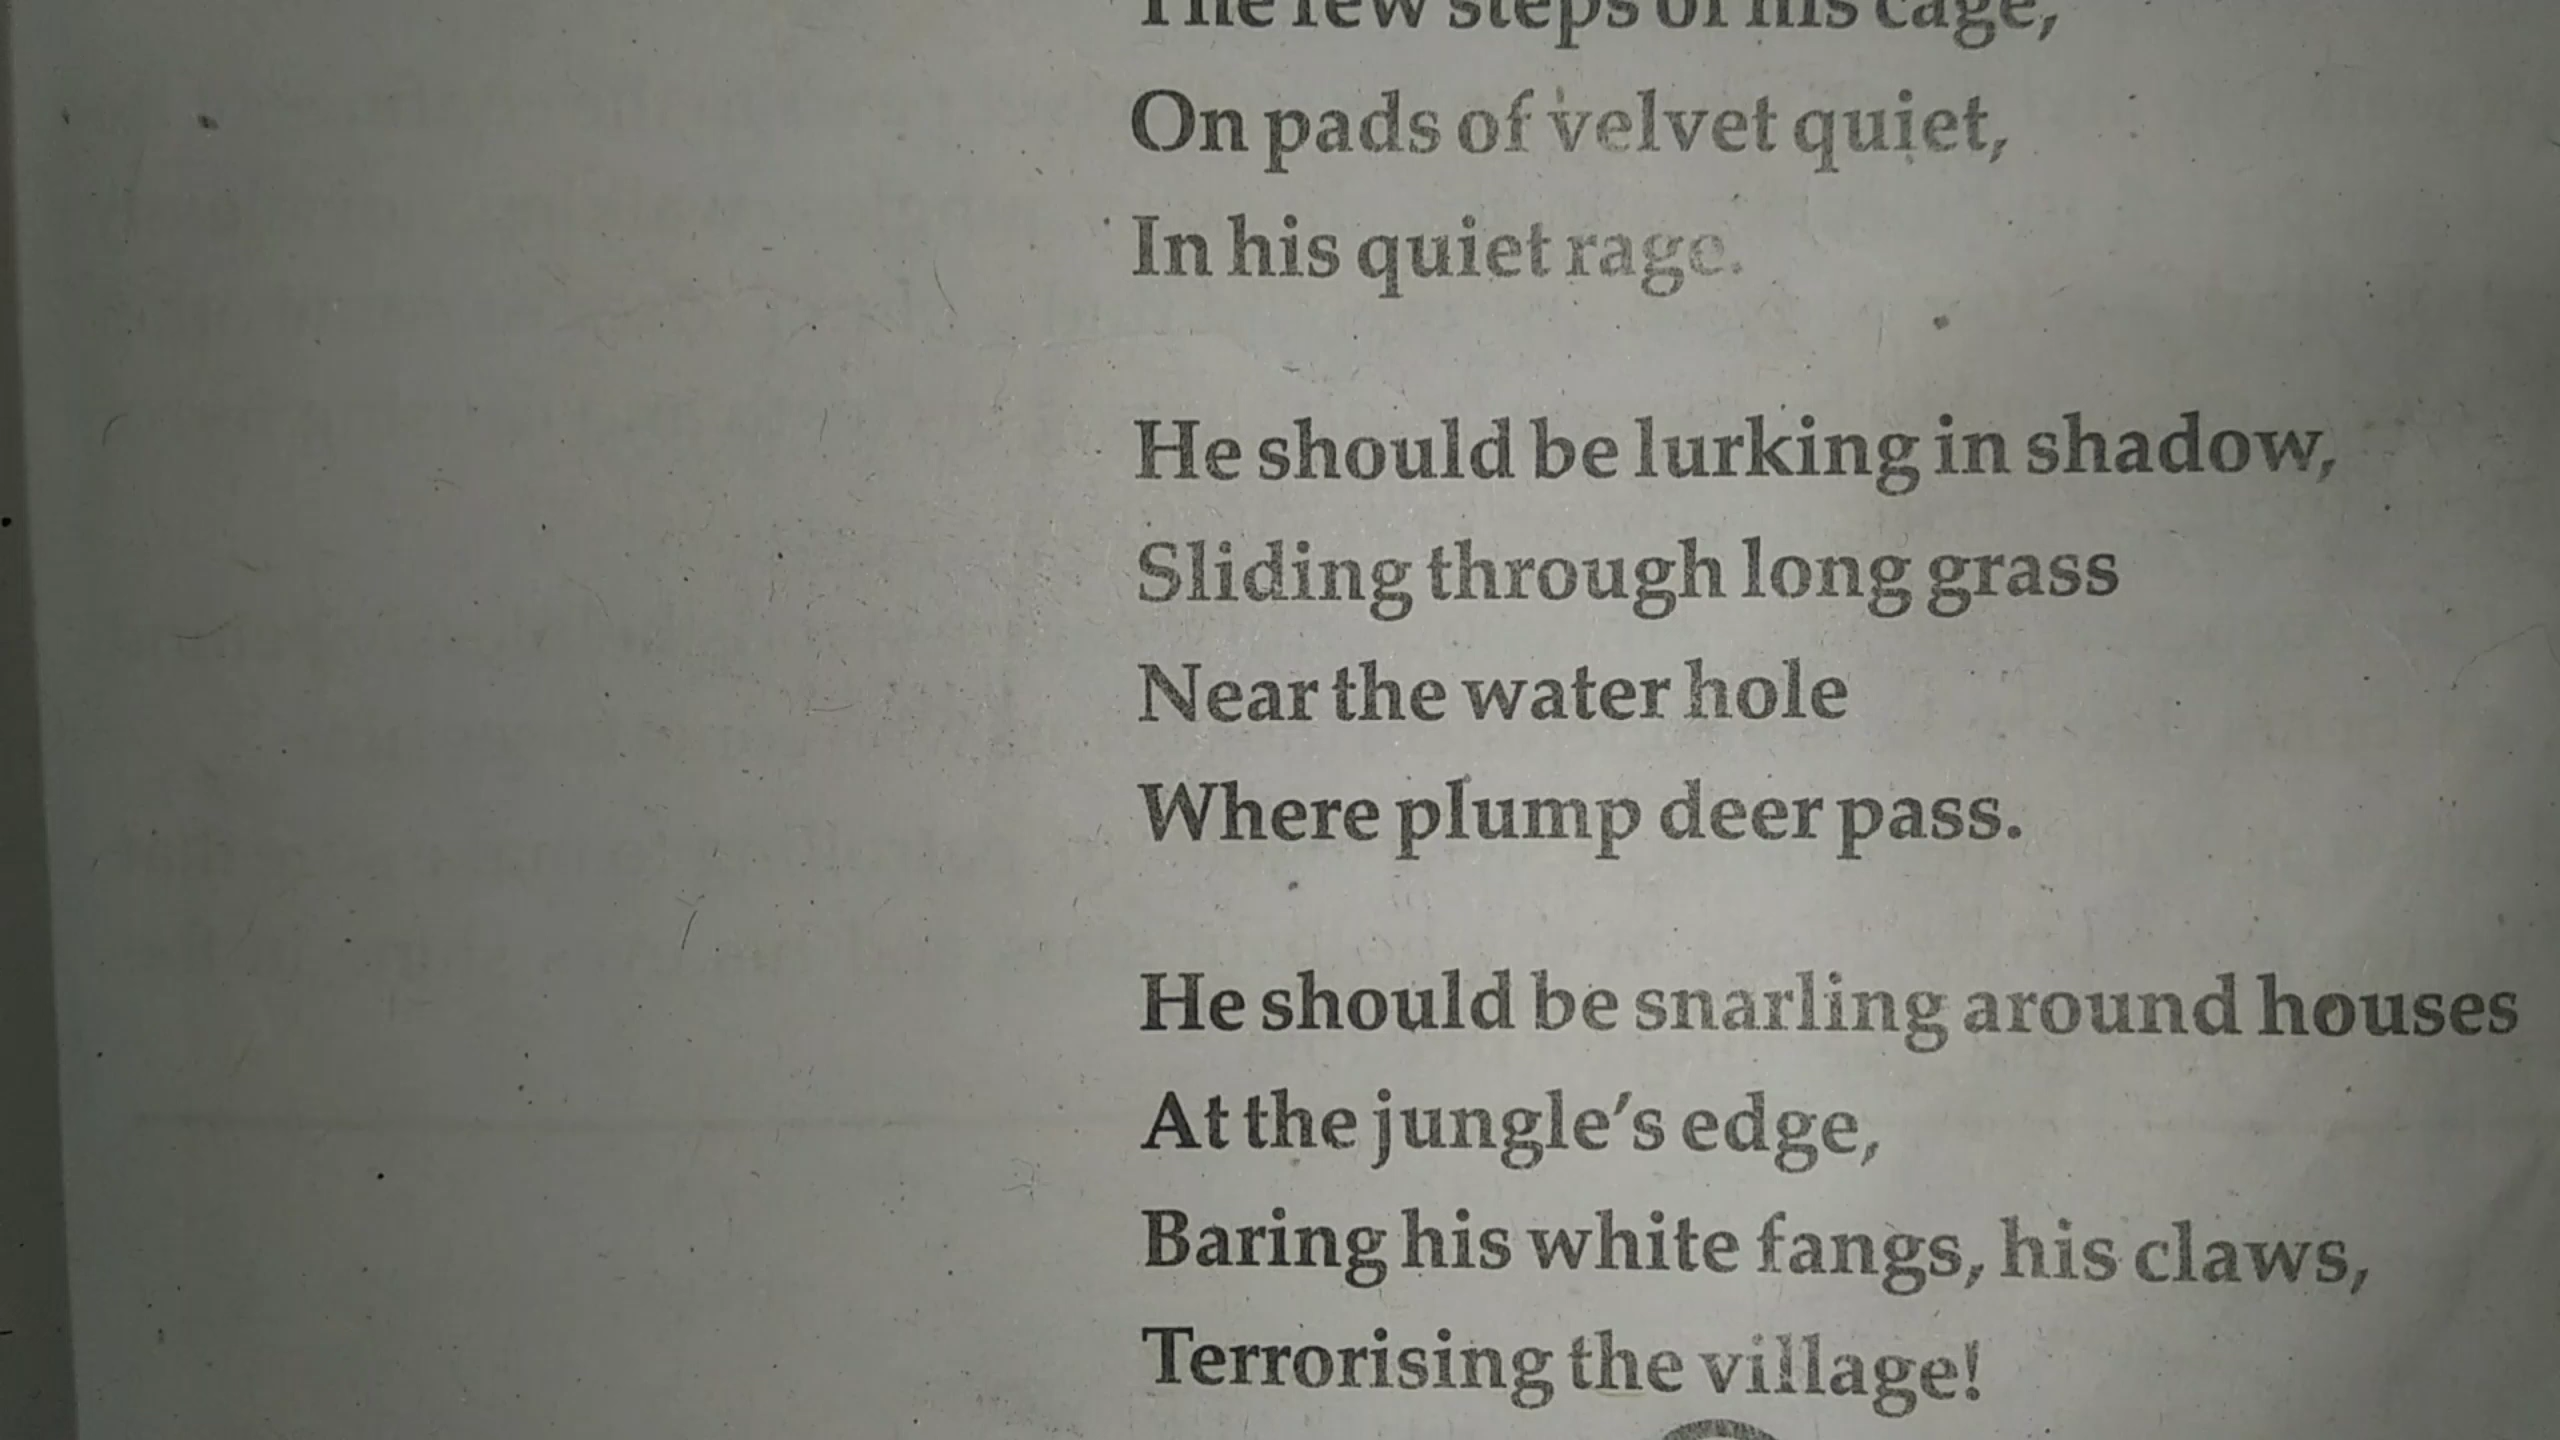 The few steps of his cage,
On pads of velvet quiet,
In his quiet rage.
He should be lurking in shadow,
Sliding through long grass
Near the water hole
Where plump deer pass.
He should be snarling around houses
At the jungle's edge,
Baring his white fangs, his claws,
Terrorising the village!